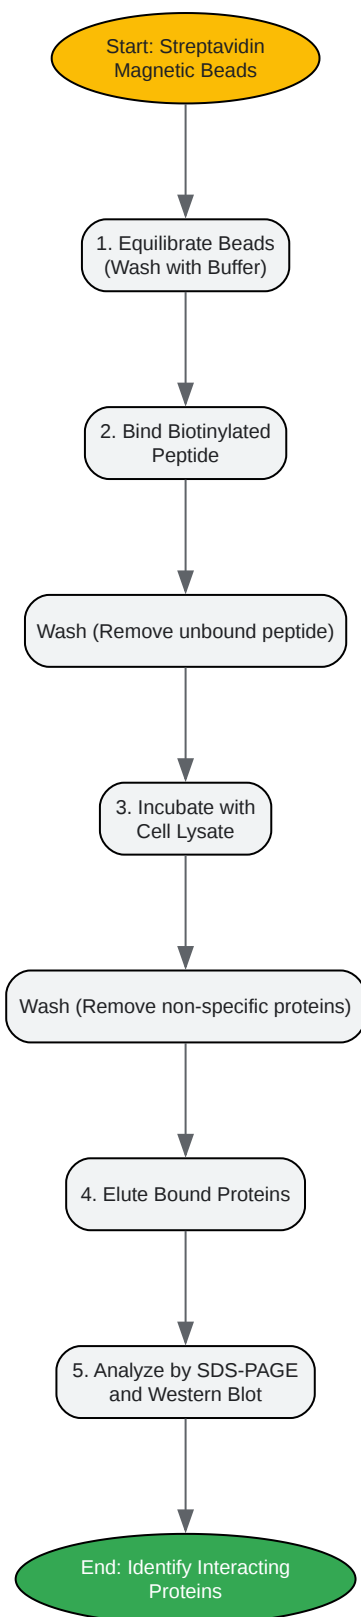 Start: Streptavidin
Magnetic Beads
1. Equilibrate Beads
(Wash with Buffer)
2. Bind Biotinylated
Peptide
Wash (Remove unbound peptide)
3. Incubate with
Cell Lysate
Wash (Remove non-specific proteins)
4. Elute Bound Proteins
5. Analyze by SDS-PAGE
and Western Blot
End: Identify Interacting
Proteins